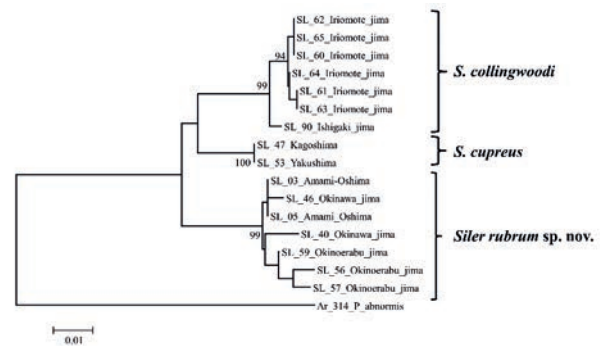 SL_62_Iriomote_jima
SL_65_Iriomote_jima
SL_60_Iriomote_jima
94
SL_64_Iriomote_jima
S. collingwoodi
99
SL_61_Iriomote_jima
SL_63_Iriomote_jima
SL_90_Ishigaki_jima
SL_47_Kagoshima
S. cupreus
100
SL_53_Yakushima
SL_03_Amami-Oshima
SL_46_Okinawa_jima
SL_05_Amami_Oshima
99
SL_40_Okinawa_jima
Siler rubrum sp. nov.
SL_59_Okinoerabu_jima
SL_56_Okinoerabu_jima
SL_57_Okinoerabu_jima
Ar_314_P_abnormis
0.01